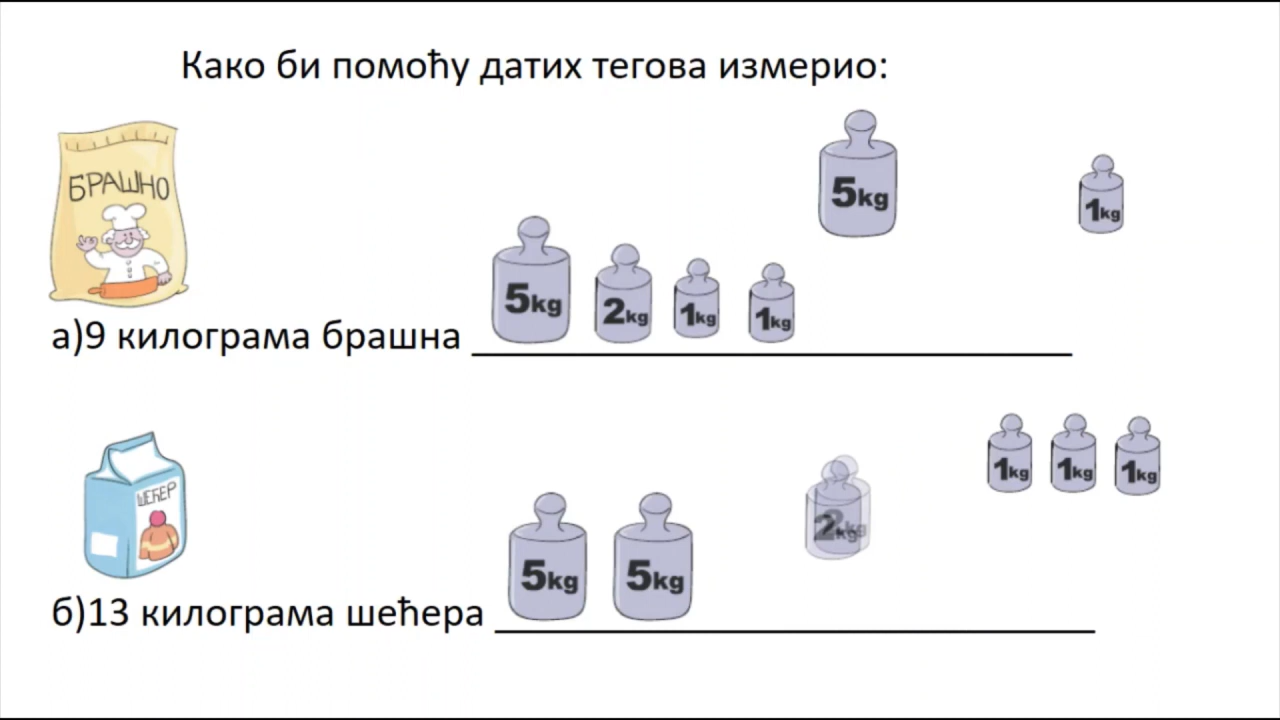 Како би помоћу датих тегова измерио:
БРАШНО
5kg
1kg
5kg 2kg 1kg 1kg
а)9 килограма брашна
1kg 1kg 1kg
ШЕЋЕР
2kg
5kg 5kg
б)13 килограма шећера